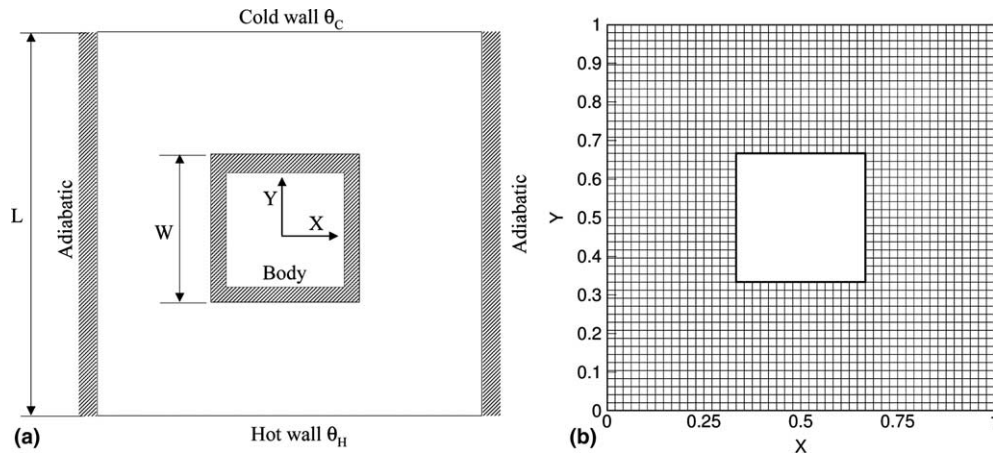 Cold wall θC
L
Adiabatic
W
Y
X
Body
Adiabatic
Hot wall θH
(a)
1
0.9
0.8
0.7
0.6
0.5
0.4
0.3
0.2
0.1
0
Y
0
0.25
0.5
0.75
1
X
(b)